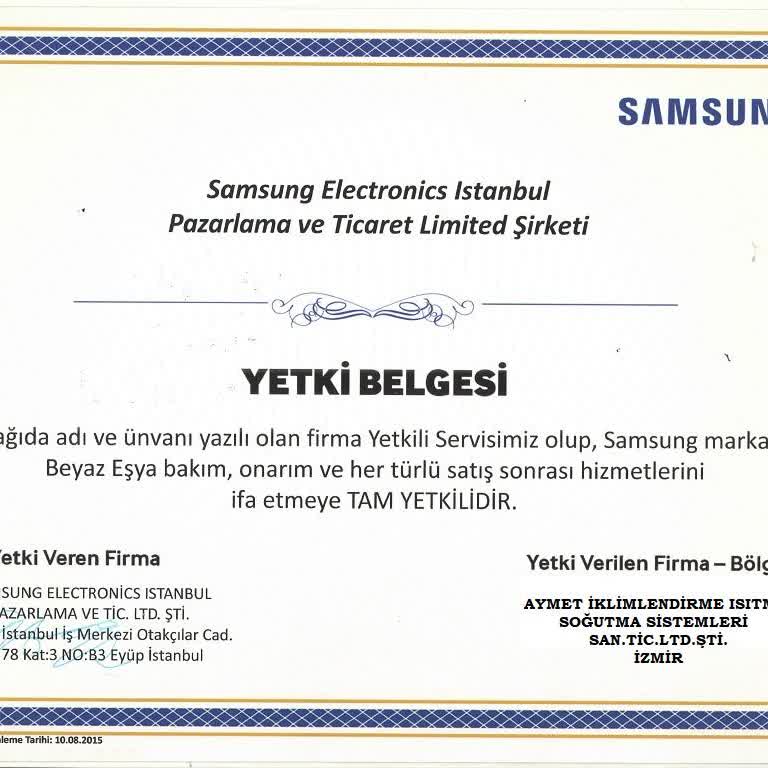 SAMSUN
Samsung Electronics Istanbul
Pazarlama ve Ticaret Limited Şirketi
YETKİ BELGESİ
ağıda adı ve ünvanı yazılı olan firma Yetkili Servisimiz olup, Samsung marka
Beyaz Eşya bakım, onarım ve her türlü satış sonrası hizmetlerini
ifa etmeye TAM YETKİLİDİR.
Yetki Veren Firma
SUNG ELECTRONİCS ISTANBUL
AZARLAMA VE TİC. LTD. ŞTİ.
İstanbul İş Merkezi Otakçılar Cad.
78 Kat:3 NO:B3 Eyüp İstanbul
Yetki Verilen Firma – Bölg
AYMET İKLİMLENDİRME ISITM
SOĞUTMA SİSTEMLERİ
SAN.TİC.LTD.ŞTİ.
İZMİR
leme Tarihi: 10.08.2015